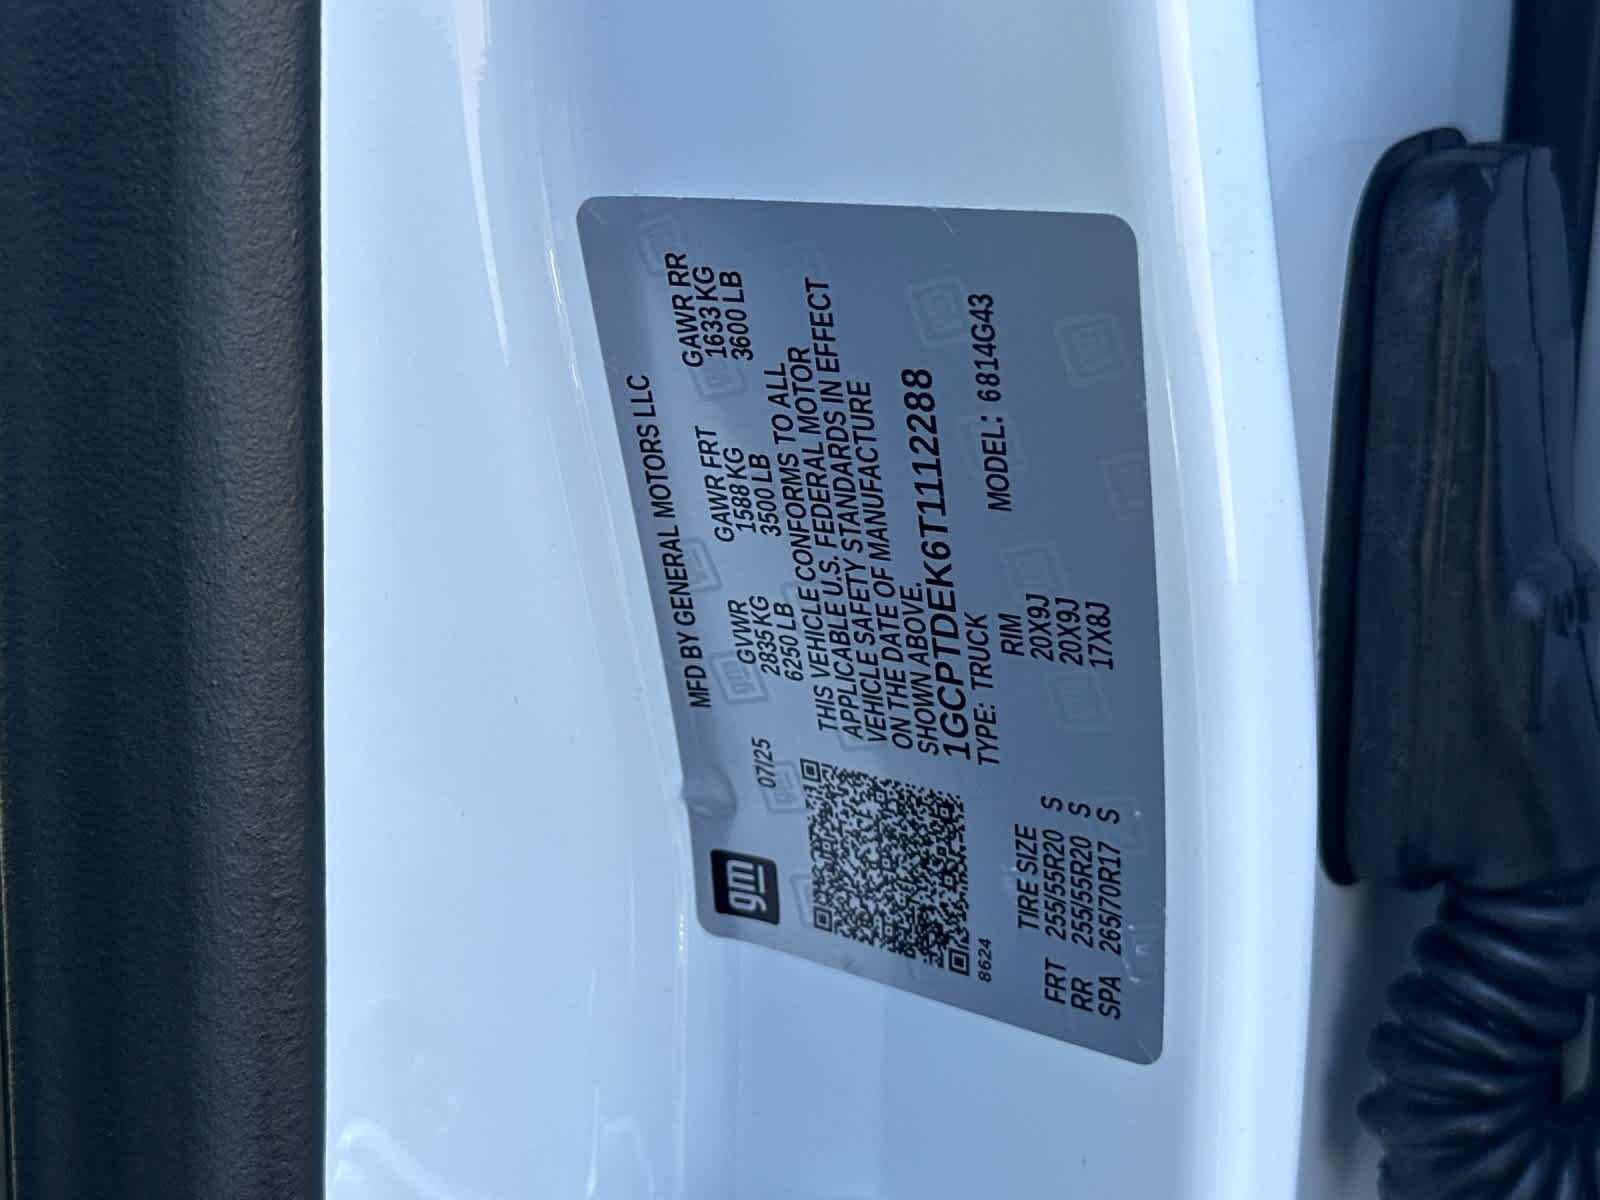 MFD BY GENERAL MOTORS LLC
gm 07/25 GVWR GAWR FRT GAWR RR
2835 KG 1588 KG 1633 KG
6250 LB 3500 LB 3600 LB
THIS VEHICLE CONFORMS TO ALL
APPLICABLE U.S. FEDERAL MOTOR
VEHICLE SAFETY STANDARDS IN EFFECT
ON THE DATE OF MANUFACTURE
SHOWN ABOVE.
1GCPTDEK6T1112288
TYPE: TRUCK MODEL: 6814G43
8624
TIRE SIZE RIM
FRT 255/55R20 S 20X9J
RR 255/55R20 S 20X9J
SPA 265/70R17 S 17X8J